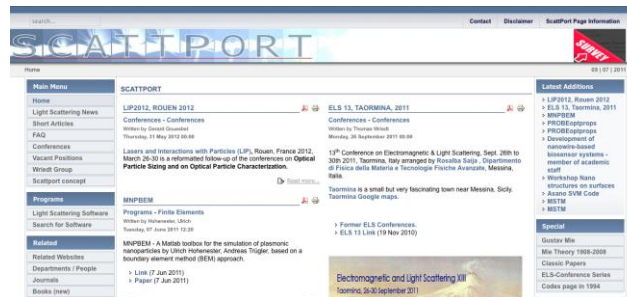 search...
Contact Disclaimer ScattPort Page Information
SCATTPORT
SURVEY
Home
Main Menu
Home
Light Scattering News
Short Articles
FAQ
Conferences
Vacant Positions
Wriedt Group
Scattport concept
Programs
Light Scattering Software
Search for Software
Related
Related Websites
Departments / People
Journals
Books (new)
SCATTPORT
LIP2012, ROUEN 2012
Conferences - Conferences
Written by Gerard Gouesbet
Thursday, 31 May 2012 00:00
Lasers and Interactions with Particles (LIP), Rouen, France 2012,
March 26-30 is a reformatted follow-up of the conferences on Optical
Particle Sizing and on Optical Particle Characterization.
Read more...
MNPBEM
Programs - Finite Elements
Written by Hohenester, Ulrich
Tuesday, 07 June 2011 12:20
MNPBEM - A Matlab toolbox for the simulation of plasmonic
nanoparticles by Ulrich Hohenester, Andreas Trügler, based on a
boundary element method (BEM) approach.
Link (7 Jun 2011)
Paper (7 Jun 2011)
ELS 13, TAORMINA, 2011
Conferences - Conferences
Written by Thomas Wriedt
Monday, 26 September 2011 00:00
13th Conference on Electromagnetic & Light Scattering, Sept. 26th to
30th 2011, Taormina, Italy arranged by Rosalba Saija , Dipartimento
di Fisica della Materia e Tecnologie Fisiche Avanzate, Messina,
Italia.
Taormina is a small but very fascinating town near Messina, Sicily.
Taormina Google maps.
Former ELS Conferences.
ELS 13 Link (19 Nov 2010)
Electromagnetic and Light Scattering XIII
Taormina, 26-30 September 2011
Latest Additions
LIP2012, Rouen 2012
ELS 13, Taormina, 2011
MNPBEM
PROBEeptprops
PROBEeptprops
Development of
nanowire-based
biosensor systems -
member of academic
staff
Workshop Nano
structures on surfaces
Asano SVM Code
MSTM
MSTM
Special
Gustav Mie
Mie Theory 1908-2008
Classic Papers
ELS-Conference Series
Codes page in 1994